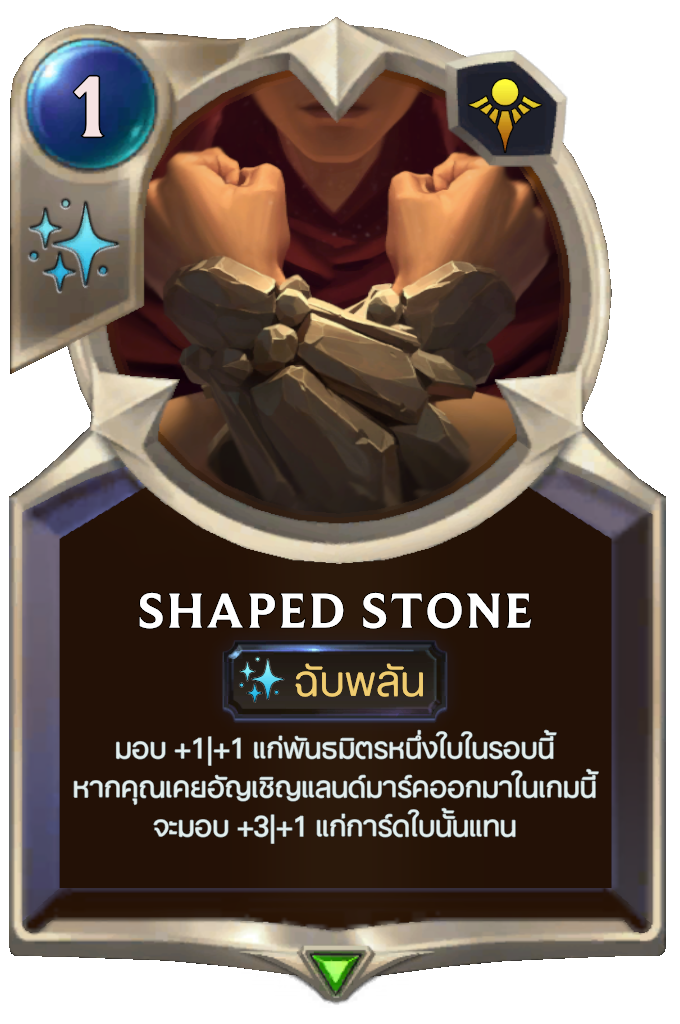 1
SHAPED STONE
ฉับพลัน
มอบ +1|+1 แก่พันธมิตรหนึ่งใบในรอบนี้
หากคุณเคยอัญเชิญแลนด์มาร์คออกมาในเกมนี้
จะมอบ +3|+1 แก่การ์ดใบนั้นแทน